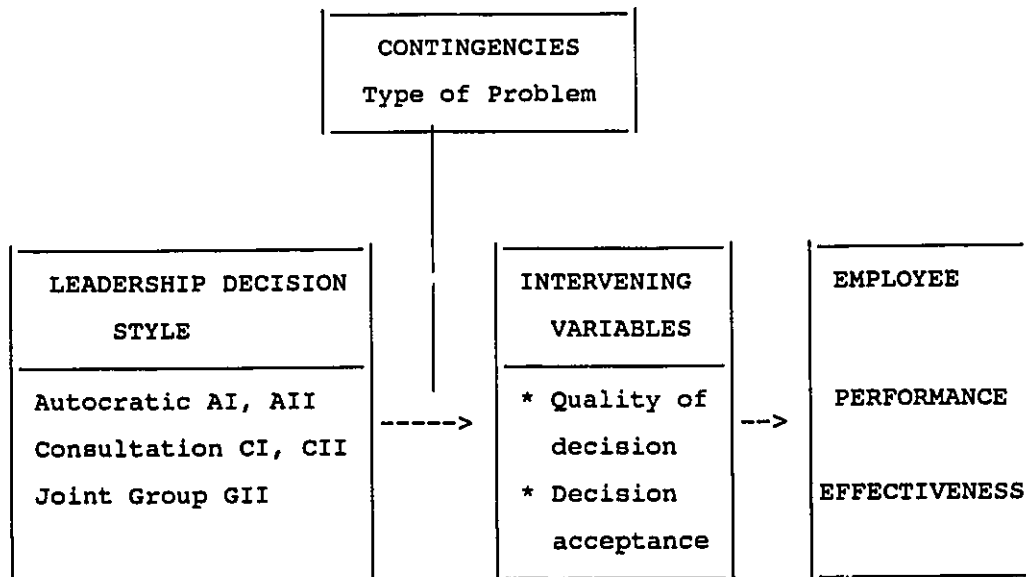 CONTINGENCIES
Type of Problem
LEADERSHIP DECISION
STYLE
Autocratic AI, AII
Consultation CI, CII
Joint Group GII
----->
INTERVENING
VARIABLES
* Quality of
decision
* Decision
acceptance
-->
EMPLOYEE
PERFORMANCE
EFFECTIVENESS